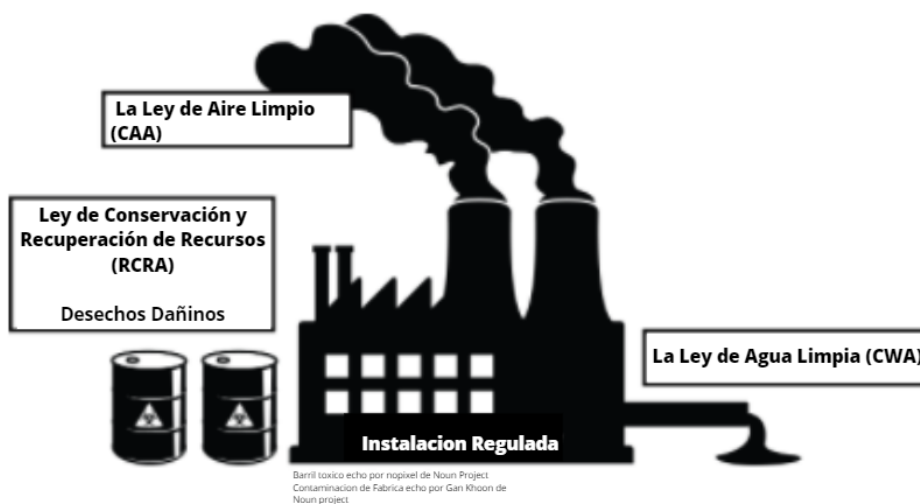 La Ley de Aire Limpio
(CAA)
Ley de Conservación y
Recuperación de Recursos
(RCRA)
Desechos Dañinos
La Ley de Agua Limpia (CWA)
Instalacion Regulada
Barril toxico echo por nopixel de Noun Project
Contaminacion de Fabrica echo por Gan Khoon de
Noun project